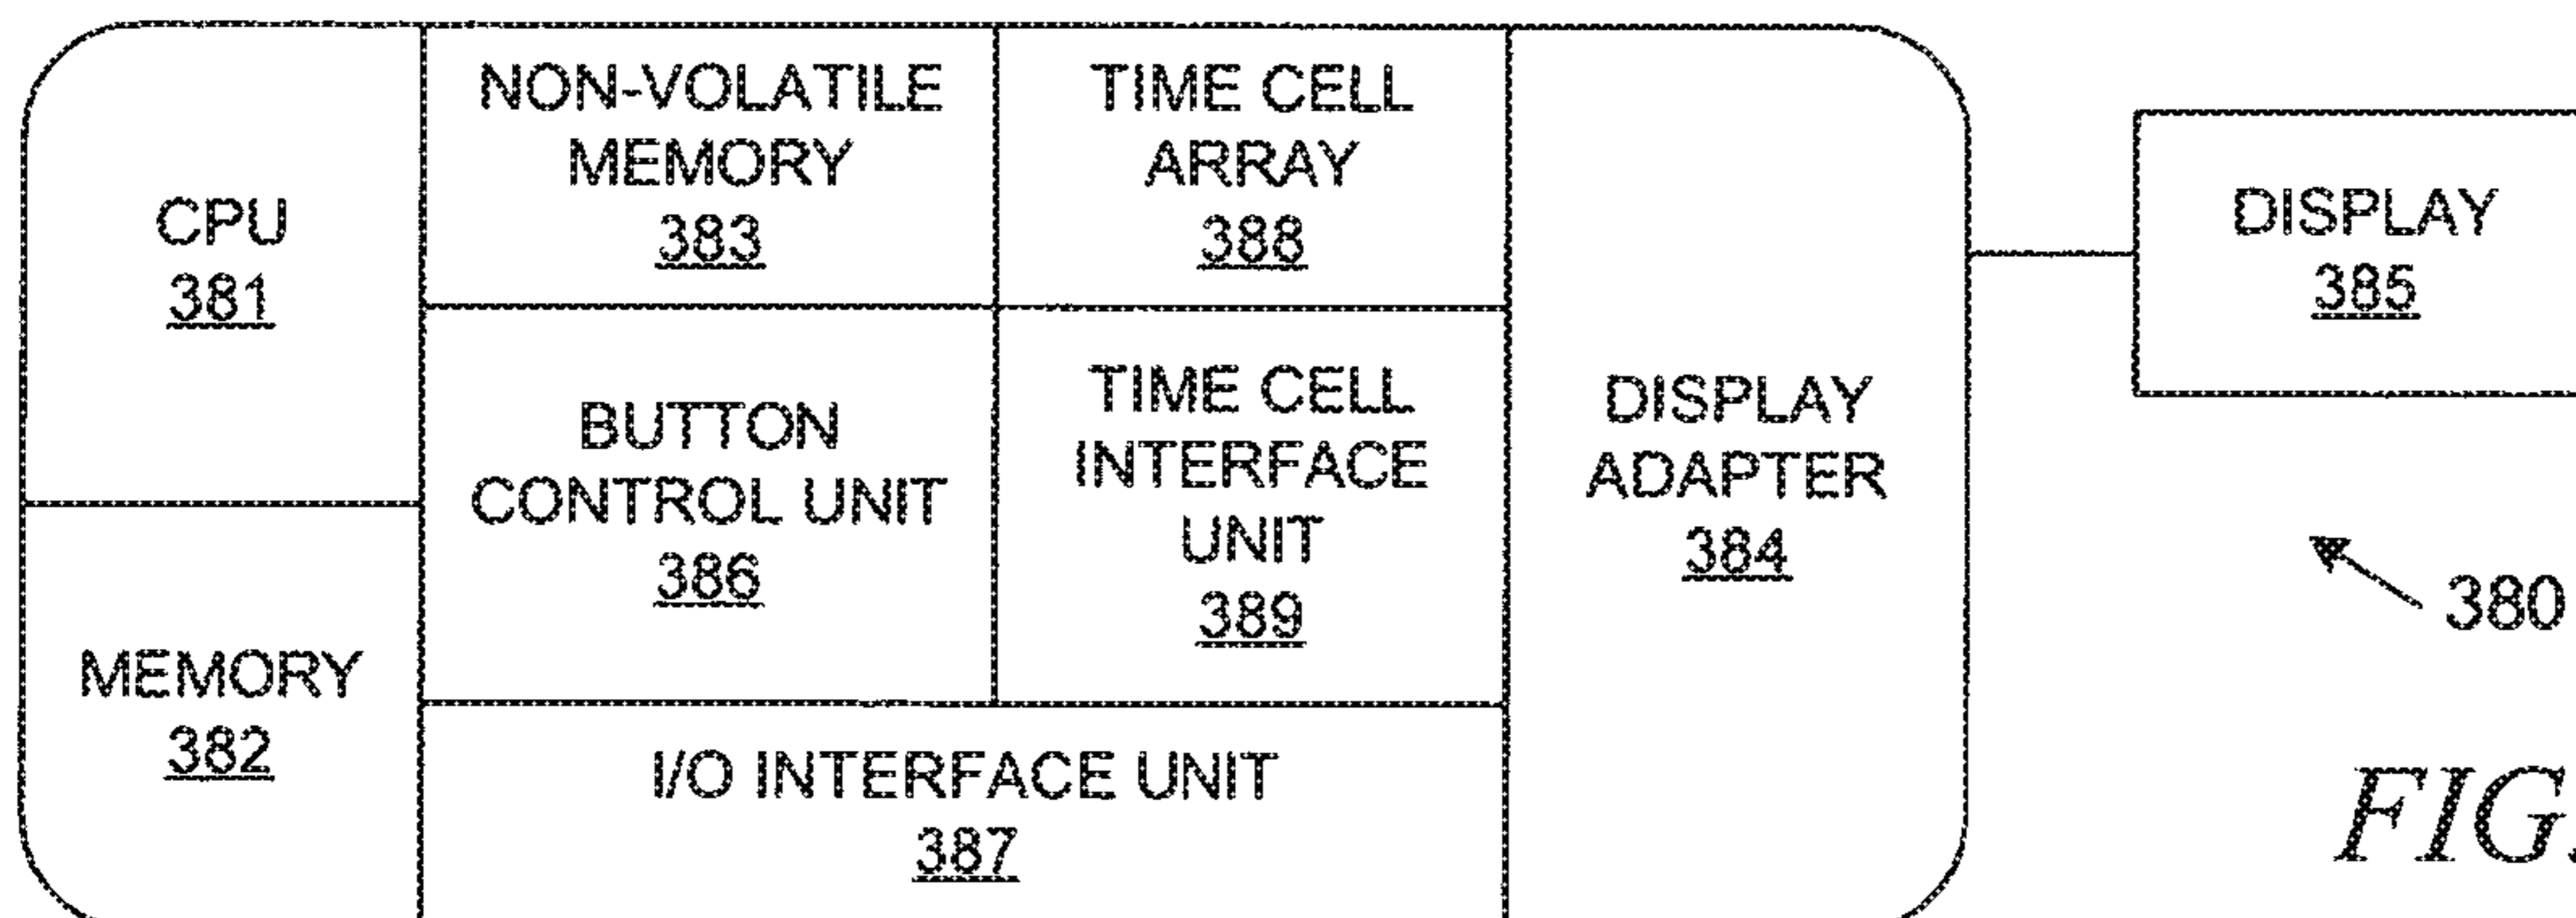 CPU
381
MEMORY
382
NON-VOLATILE
MEMORY
383
BUTTON
CONTROL UNIT
386
TIME CELL
ARRAY
388
TIME CELL
INTERFACE
UNIT
389
I/O INTERFACE UNIT
387
DISPLAY
ADAPTER
384
DISPLAY
385
380
FIG.